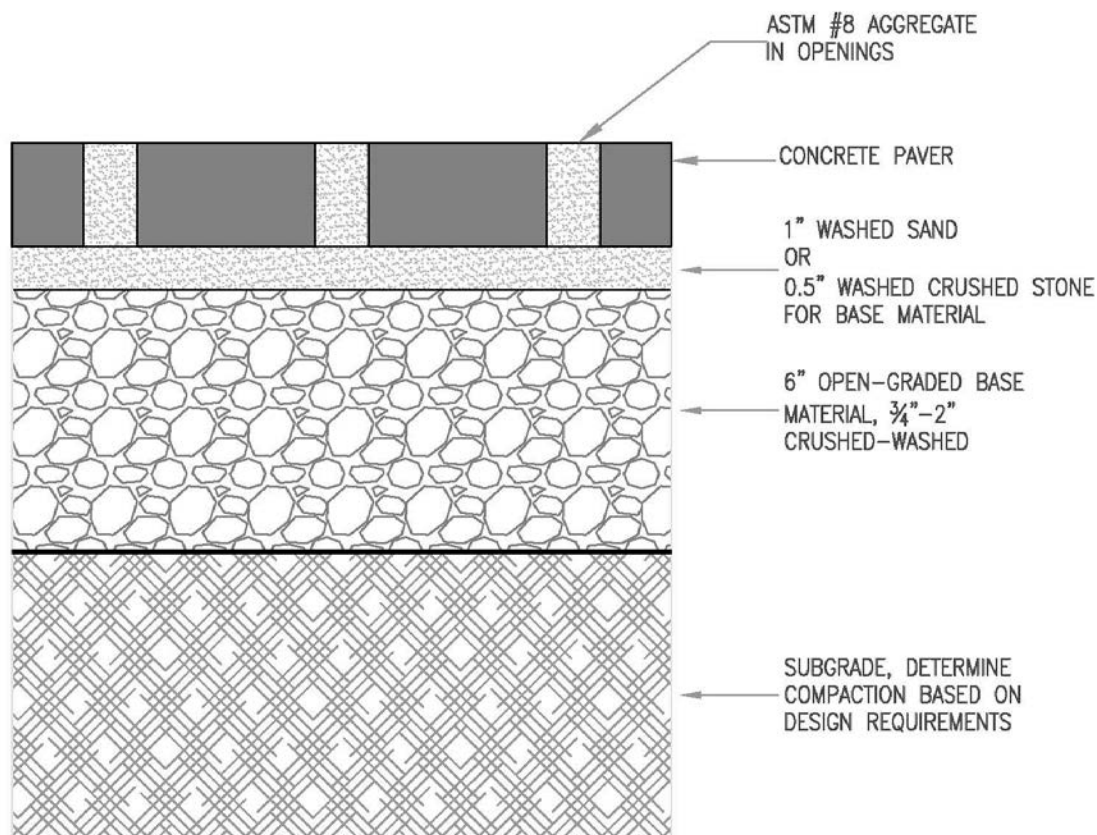 ASTM #8 AGGREGATE
IN OPENINGS
CONCRETE PAVER
1” WASHED SAND
OR
0.5” WASHED CRUSHED STONE
FOR BASE MATERIAL
6” OPEN-GRADED BASE
MATERIAL, ¾”-2”
CRUSHED-WASHED
SUBGRADE, DETERMINE
COMPACTION BASED ON
DESIGN REQUIREMENTS